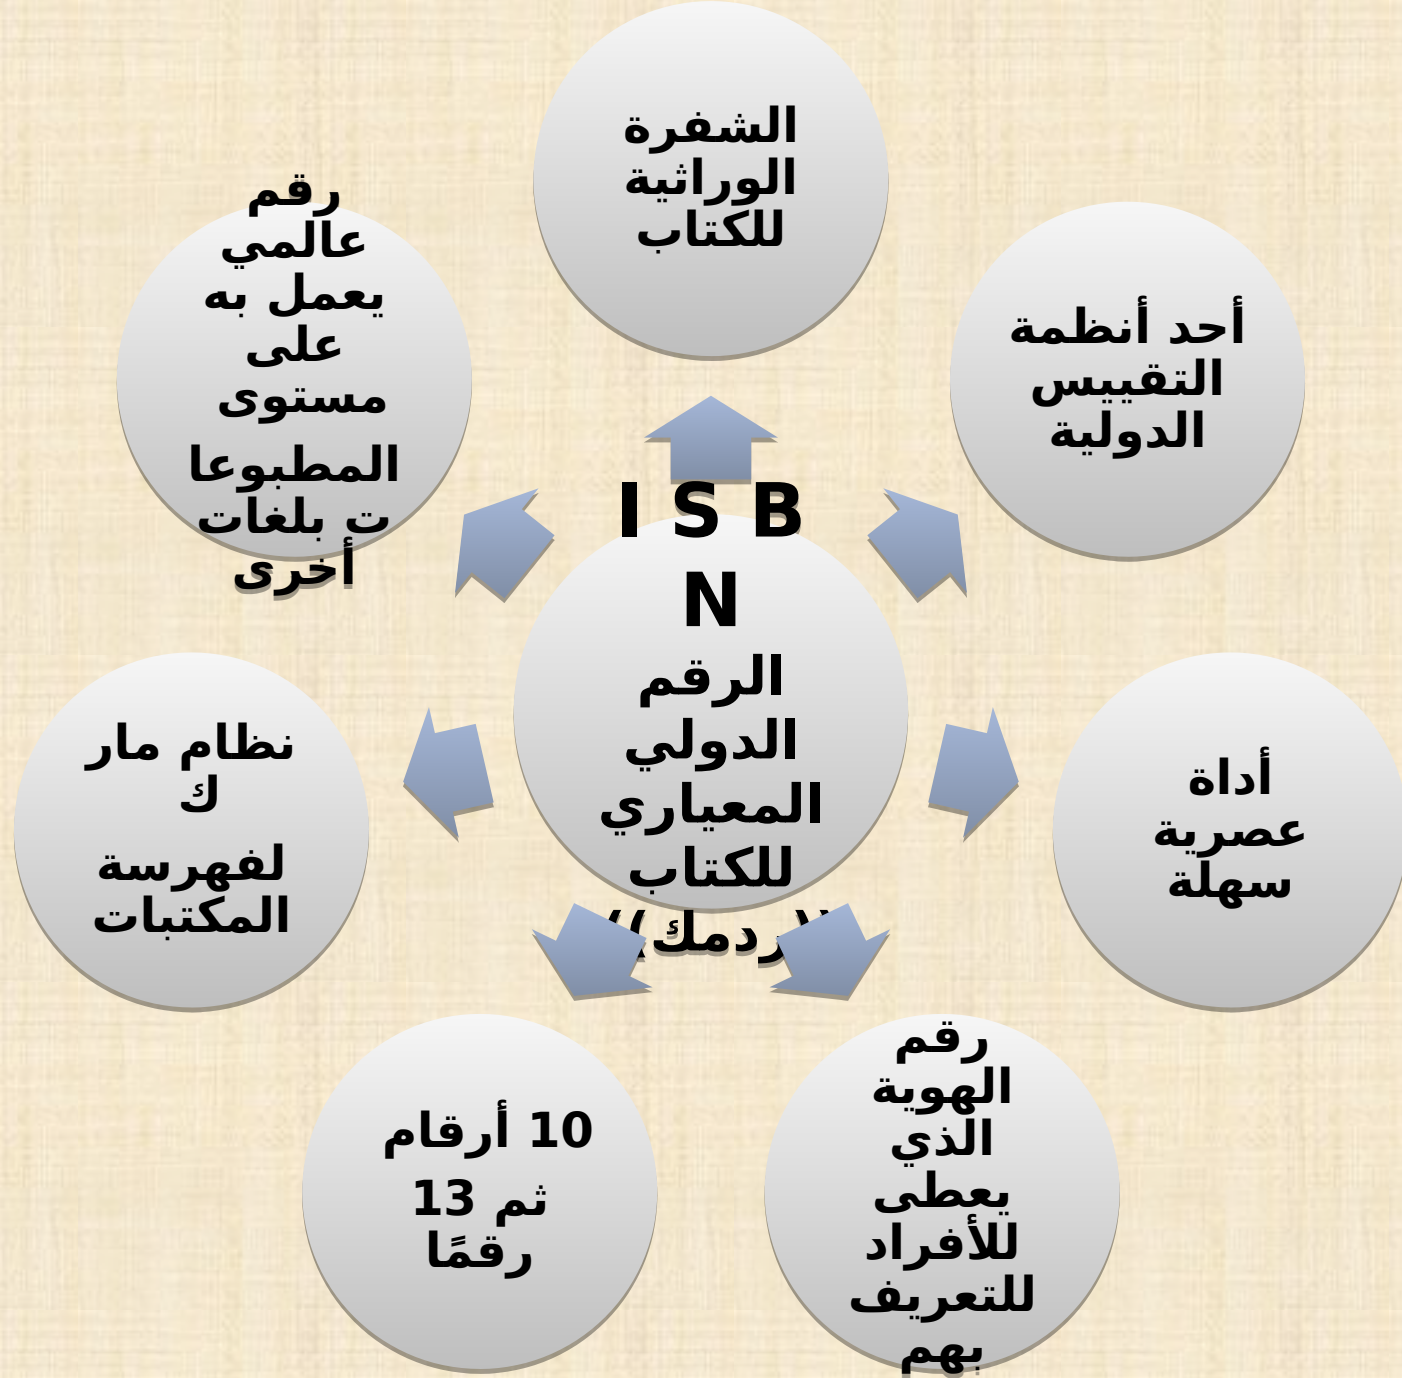 الشفرة
الوراثية
للكتاب
أحد أنظمة
التقييس
الدولية
أداة
عصرية
سهلة
رقم
الهوية
الذي
يعطى
للأفراد
للتعريف
بهم
10 أرقام
ثم 13
رقمًا
نظام مار
ك
لفهرسة
المكتبات
رقم
عالمي
يعمل به
على
مستوى
المطبوعا
ت بلغات
أخرى
I S B
N
الرقم
الدولي
المعياري
للكتاب
((ردمك))